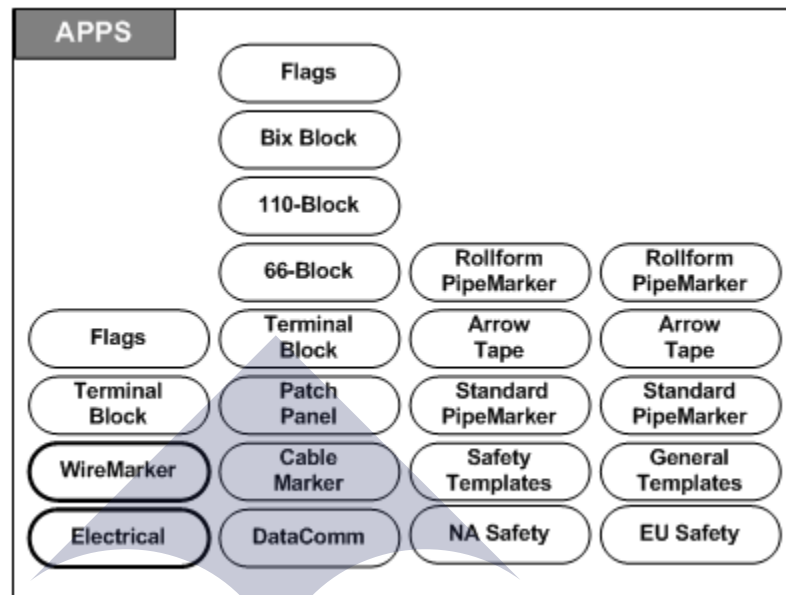 APPS
Flags
Bix Block
110-Block
66-Block
Rollform
PipeMarker
Rollform
PipeMarker
Flags
Terminal
Block
Arrow
Tape
Arrow
Tape
Terminal
Block
Patch
Panel
Standard
PipeMarker
Standard
PipeMarker
WireMarker
Cable
Marker
Safety
Templates
General
Templates
Electrical
DataComm
NA Safety
EU Safety